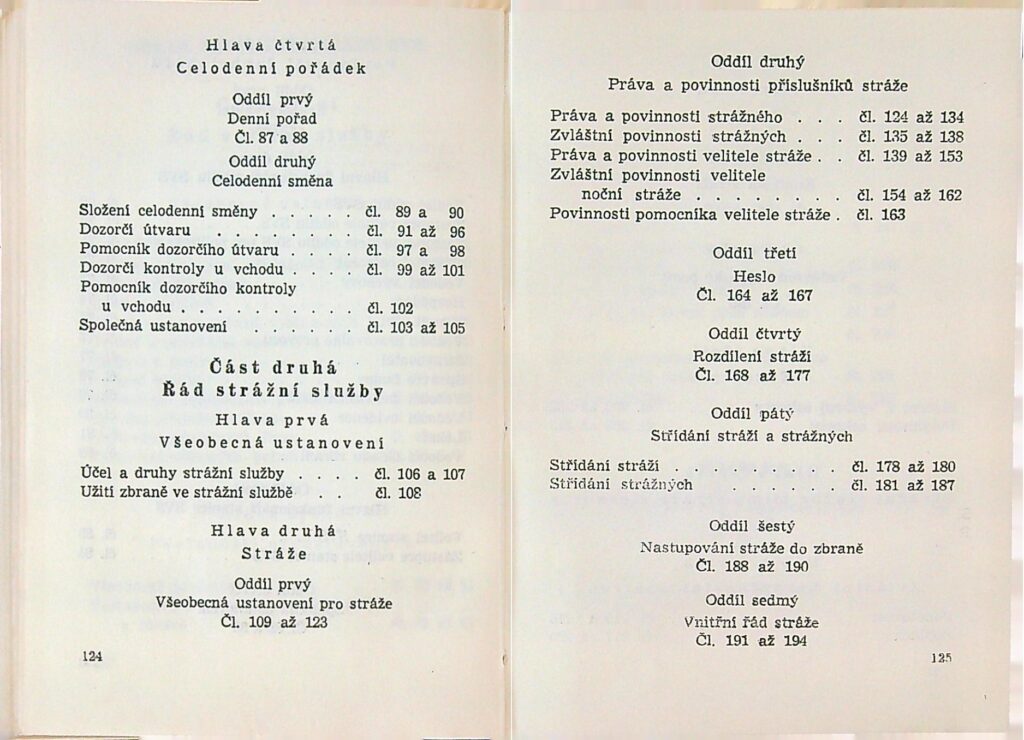 Hlava čtvrtá
Celodenní pořádek
Oddíl prvý
Denní pořad
Čl. 87 a 88
Oddíl druhý
Celodenní směna
Složení celodenní směny . . . . . čl. 89 a 90
Dozorčí útvaru . . . . . . . . čl. 91 až 96
Pomocník dozorčího útvaru . . . . čl. 97 a 98
Dozorčí kontroly u vchodu . . . . čl. 99 až 101
Pomocník dozorčího kontroly
u vchodu . . . . . . . . . . čl. 102
Společná ustanovení . . . . . . čl. 103 až 105
Část druhá
Řád strážní služby
Hlava prvá
Všeobecná ustanovení
Účel a druhy strážní služby . . . . čl. 106 a 107
Užití zbraně ve strážní službě . . čl. 108
Hlava druhá
Stráže
Oddíl prvý
Všeobecná ustanovení pro stráže
Čl. 109 až 123
124
Oddíl druhý
Práva a povinnosti příslušníků stráže
Práva a povinnosti strážného . . . čl. 124 až 134
Zvláštní povinnosti strážných . . . čl. 135 až 138
Práva a povinnosti velitele stráže . . čl. 139 až 153
Zvláštní povinnosti velitele
noční stráže . . . . . . . . čl. 154 až 162
Povinnosti pomocníka velitele stráže . čl. 163
Oddíl třetí
Heslo
Čl. 164 až 167
Oddíl čtvrtý
Rozdílení stráží
Čl. 168 až 177
Oddíl pátý
Střídání stráží a strážných
Střídání stráží . . . . . . . . čl. 178 až 180
Střídání strážných . . . . . . . čl. 181 až 187
Oddíl šestý
Nastupování stráže do zbraně
Čl. 188 až 190
Oddíl sedmý
Vnitřní řád stráže
Čl. 191 až 194
125